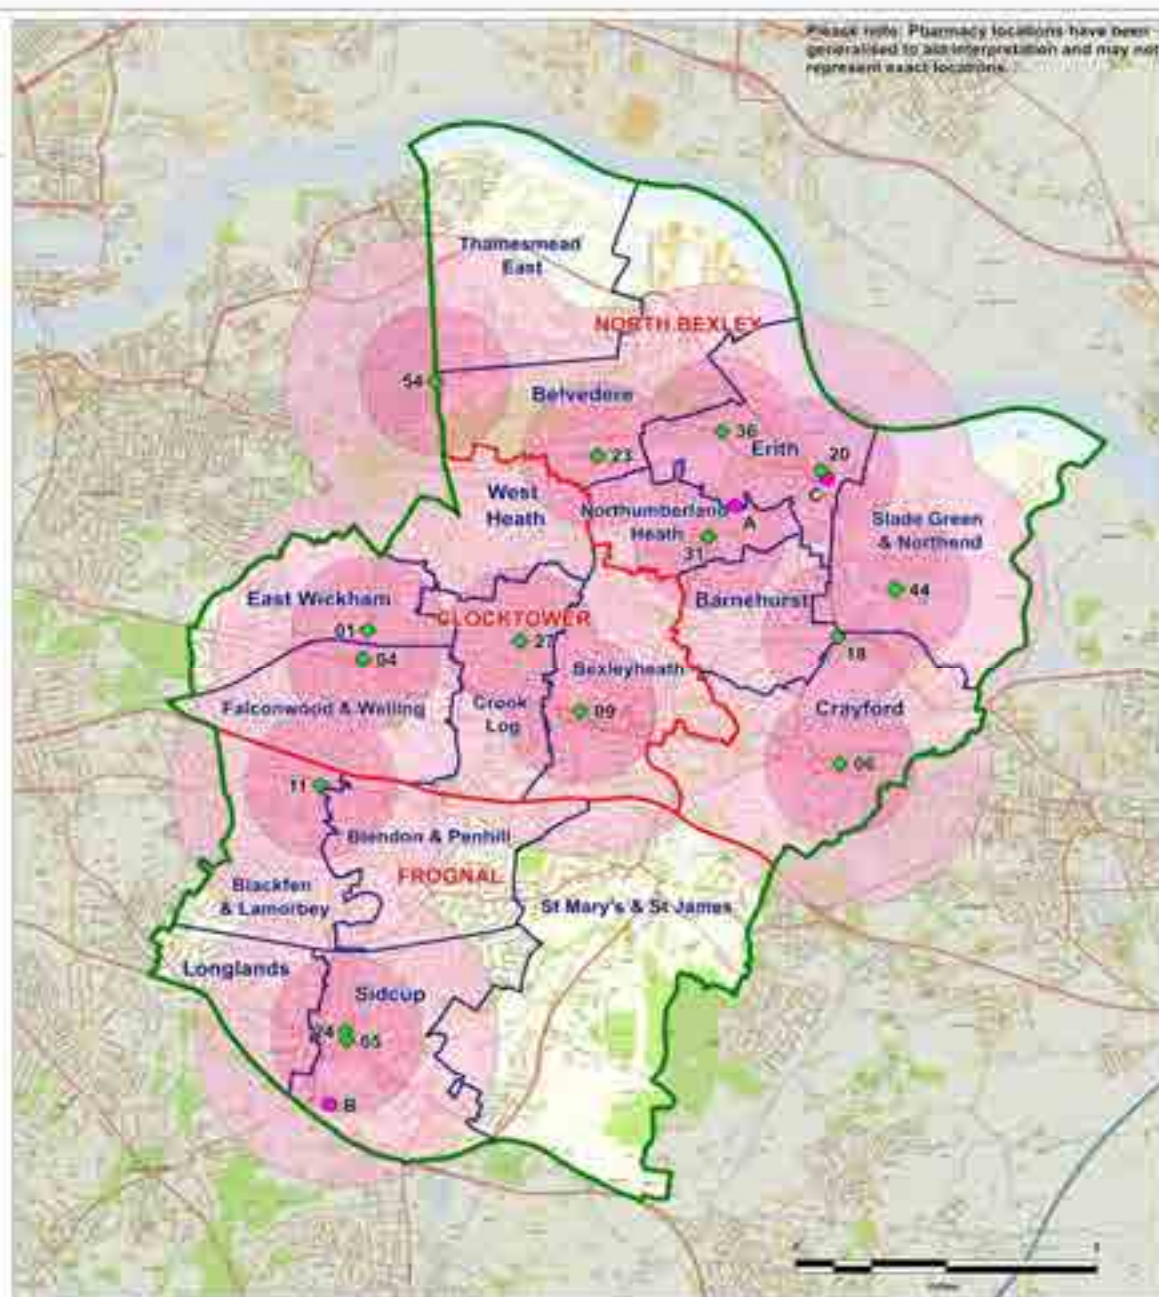 Please note: Pharmacy locations have been
generalised to aid interpretation and may not
represent exact locations.
Thamesmead
East
NORTH BEXLEY
54
Belvedere
36
Erith
23
20
C
West
Heath
Northumberland
Heath
A
31
Slade Green
& Northend
44
East Wickham
01
04
CLOCKTOWER
27
Barnehurst
18
Bexleyheath
Falconwood & Welling
Crook
Log
09
Crayford
06
11
Blendon & Penhill
FROGNAL
Blackfen
& Lamorbey
St Mary's & St James
Longlands
Sidcup
24
05
B